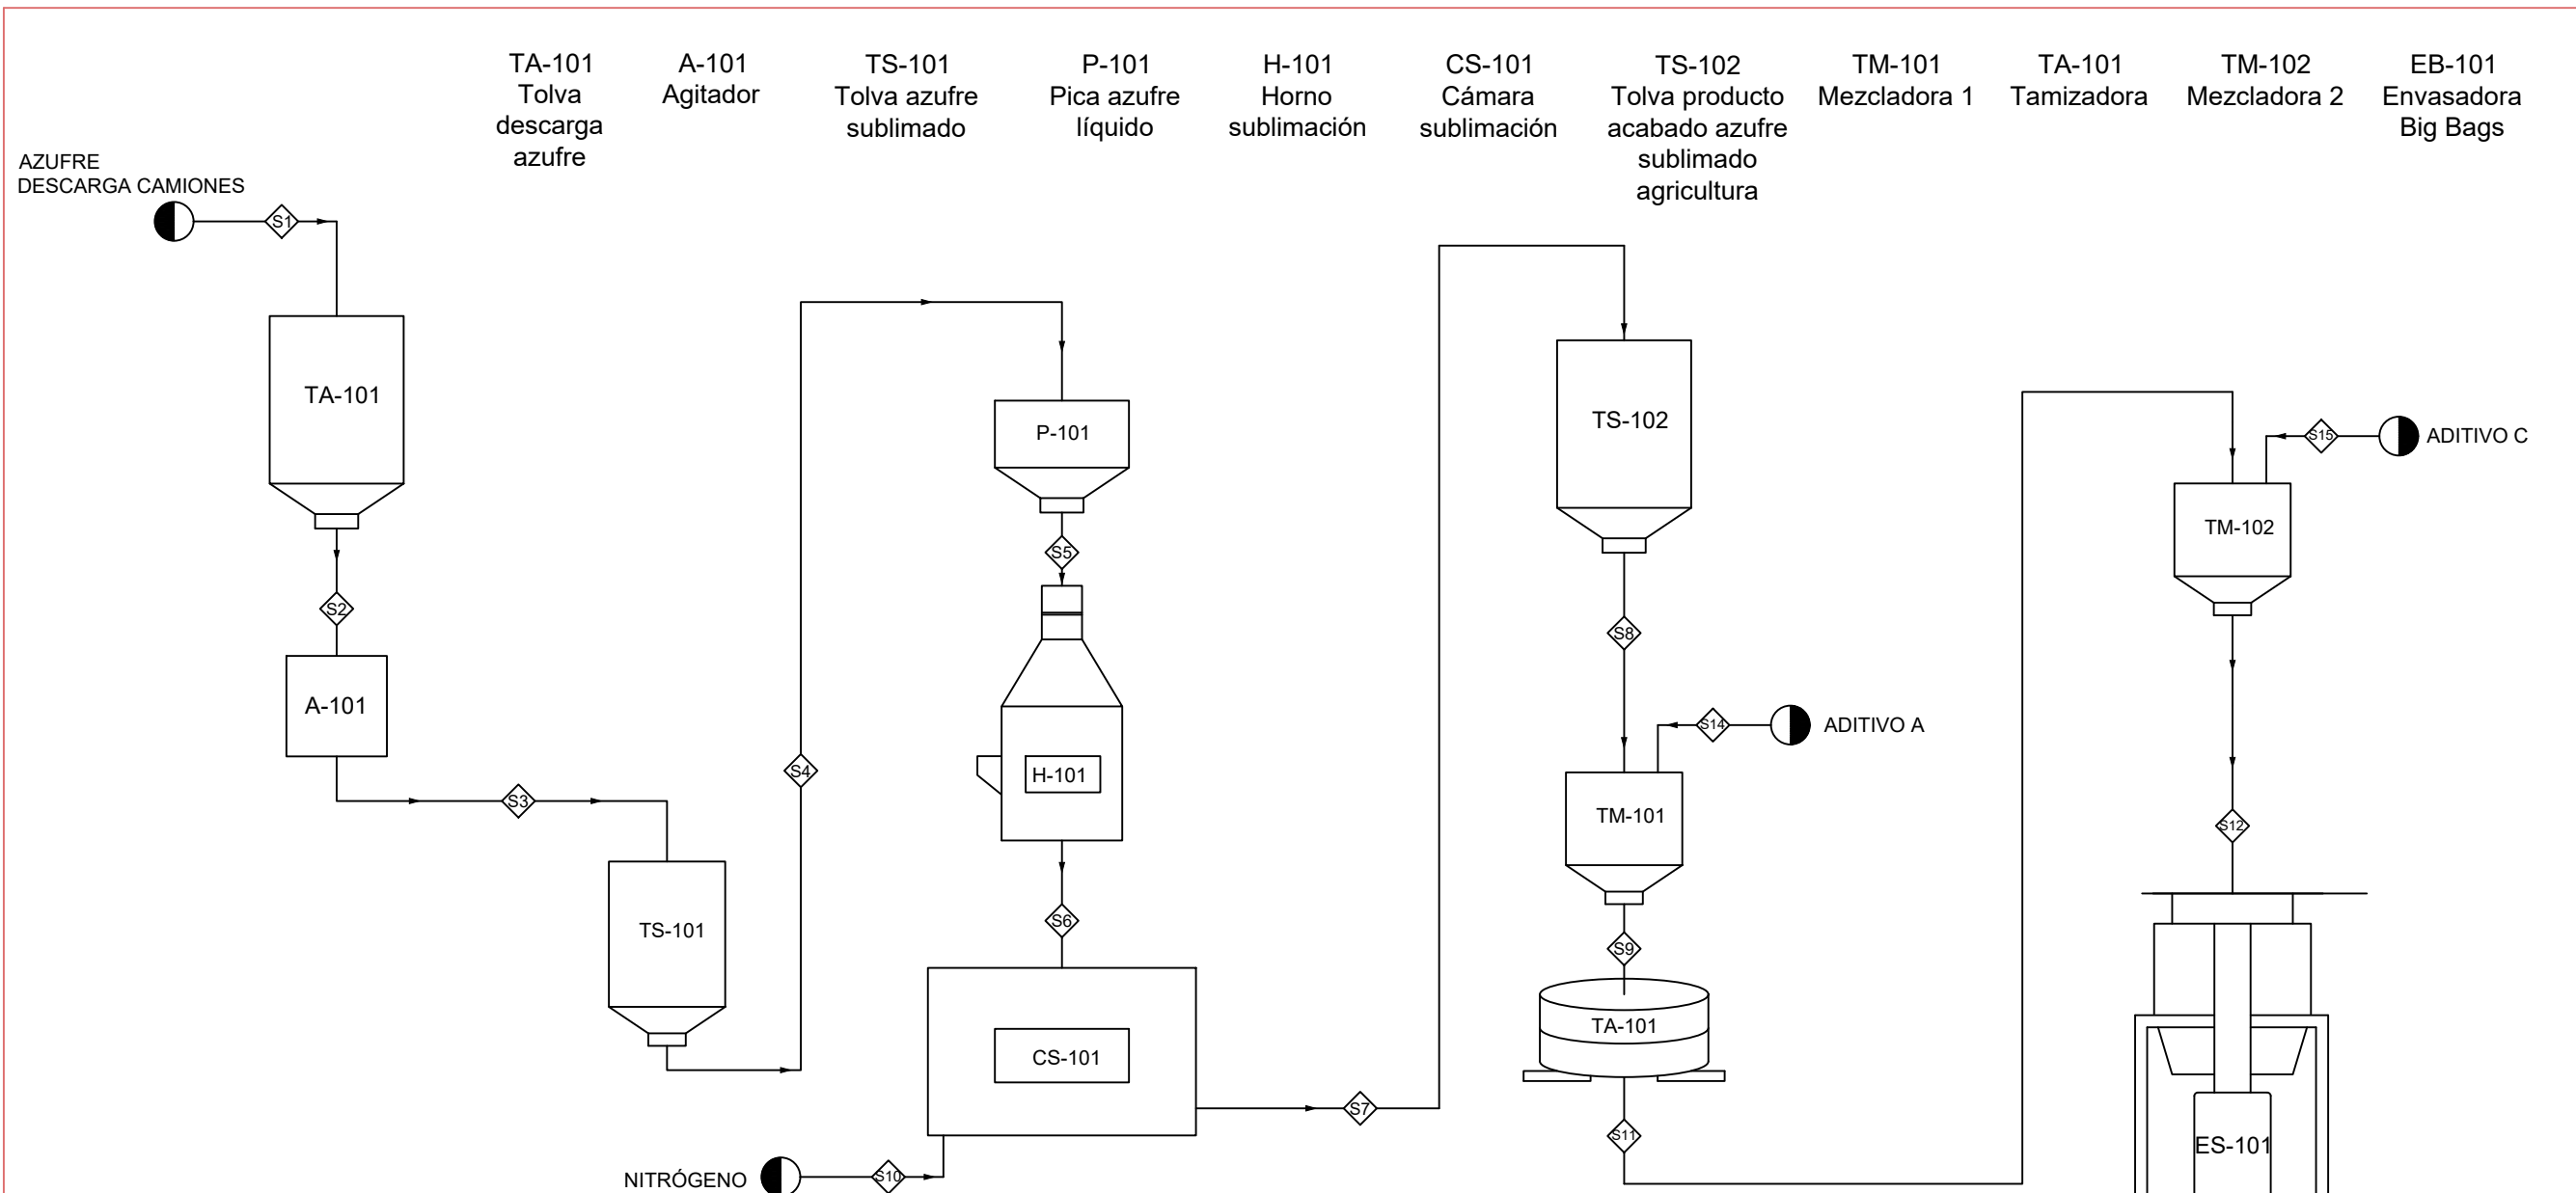 TA-101
Tolva
descarga
azufre
A-101
Agitador
TS-101
Tolva azufre
sublimado
P-101
Pica azufre
líquido
H-101
Horno
sublimación
CS-101
Cámara
sublimación
TS-102
Tolva producto
acabado azufre
sublimado
agricultura
TM-101
Mezcladora 1
TA-101
Tamizadora
TM-102
Mezcladora 2
EB-101
Envasadora
Big Bags
AZUFRE
DESCARGA CAMIONES
S1
TA-101
S2
A-101
S3
TS-101
S4
P-101
S5
H-101
S6
CS-101
NITRÓGENO
S10
S7
TS-102
S8
S14
ADITIVO A
TM-101
S9
TA-101
S11
S15
ADITIVO C
TM-102
S12
ES-101